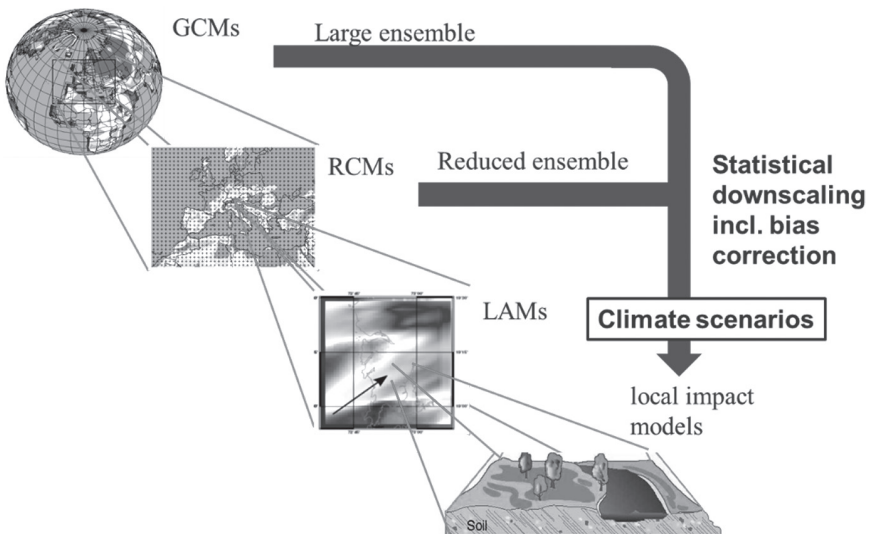 GCMs
Large ensemble
RCMs
Reduced ensemble
Statistical
downscaling
incl. bias
correction
LAMs
Climate scenarios
local impact
models
Soil